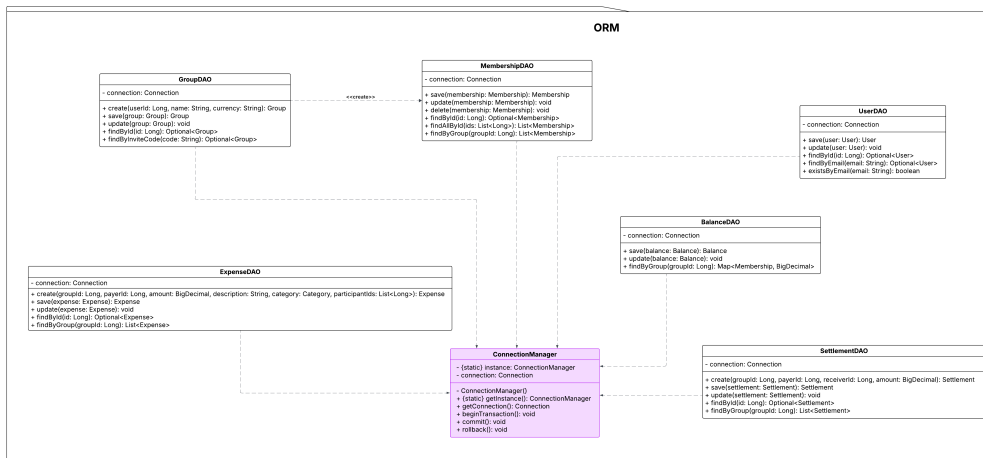 ORM
GroupDAO
- connection: Connection
+ create(userId: Long, name: String, currency: String): Group
+ save(group: Group): Group
+ update(group: Group): void
+ findById(id: Long): Optional<Group>
+ findByInviteCode(code: String): Optional<Group>
<<create>>
MembershipDAO
- connection: Connection
+ save(membership: Membership): Membership
+ update(membership: Membership): void
+ delete(membership: Membership): void
+ findById(id: Long): Optional<Membership>
+ findAllById(ids: List<Long>): List<Membership>
+ findByGroup(groupId: Long): List<Membership>
UserDAO
- connection: Connection
+ save(user: User): User
+ update(user: User): void
+ findById(id: Long): Optional<User>
+ findByEmail(email: String): Optional<User>
+ existsByEmail(email: String): boolean
BalanceDAO
- connection: Connection
+ save(balance: Balance): Balance
+ update(balance: Balance): void
+ findByGroup(groupId: Long): Map<Membership, BigDecimal>
ExpenseDAO
- connection: Connection
+ create(groupId: Long, payerId: Long, amount: BigDecimal, description: String, category: Category, participantIds: List<Long>): Expense
+ save(expense: Expense): Expense
+ update(expense: Expense): void
+ findById(id: Long): Optional<Expense>
+ findByGroup(groupId: Long): List<Expense>
ConnectionManager
- {static} instance: ConnectionManager
- connection: Connection
- ConnectionManager()
+ {static} getInstance(): ConnectionManager
+ getConnection(): Connection
+ beginTransaction(): void
+ commit(): void
+ rollback(): void
SettlementDAO
- connection: Connection
+ create(groupId: Long, payerId: Long, receiverId: Long, amount: BigDecimal): Settlement
+ save(settlement: Settlement): Settlement
+ update(settlement: Settlement): void
+ findById(id: Long): Optional<Settlement>
+ findByGroup(groupId: Long): List<Settlement>